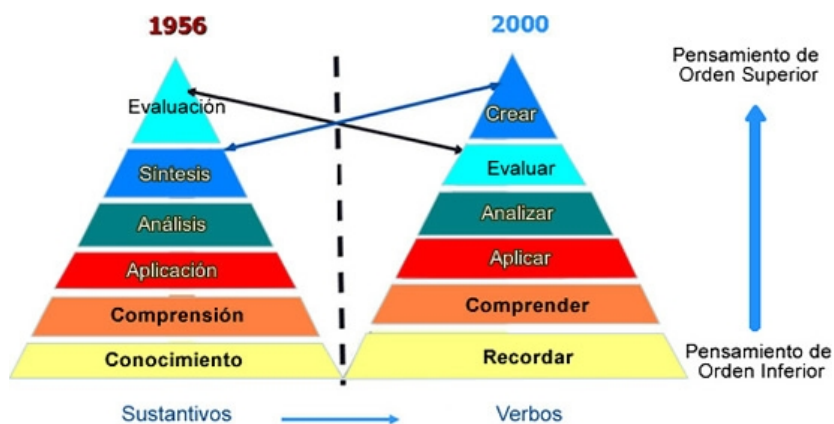 1956
2000
Evaluación
Síntesis
Análisis
Aplicación
Comprensión
Conocimiento
Crear
Evaluar
Analizar
Aplicar
Comprender
Recordar
Pensamiento de
Orden Superior
Pensamiento de
Orden Inferior
Sustantivos
Verbos